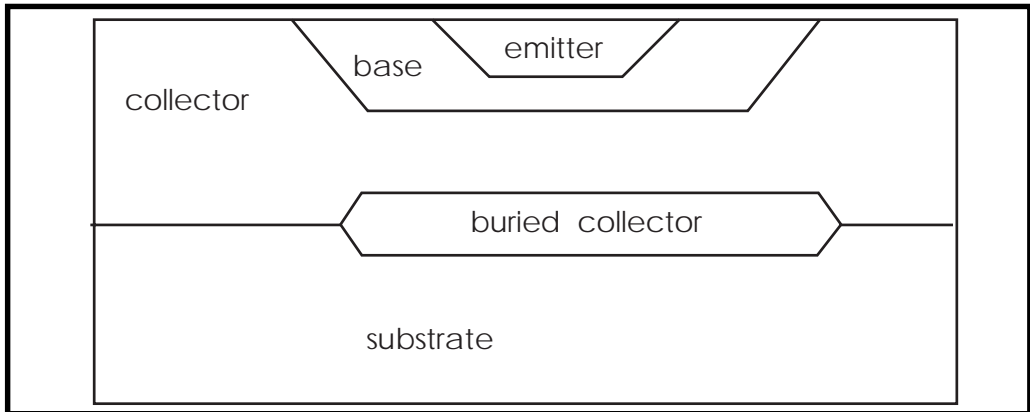 emitter
base
collector
buried collector
substrate